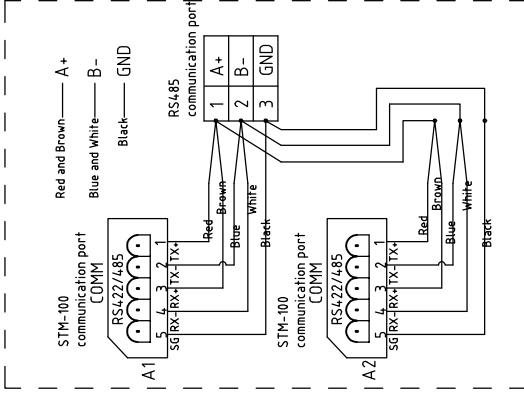 Red and Brown A+
Blue and White B-
Black GND
RS485
communication port
1 A+
2 B-
3 GND
STM-100
communication port
COMM
RS422/485
A1
5 4 3 2 1
SG RX- RX+ TX- TX+
Red
Brown
Blue
White
Black
STM-100
communication port
COMM
RS422/485
A2
5 4 3 2 1
SG RX- RX+ TX- TX+
Red
Brown
Blue
White
Black